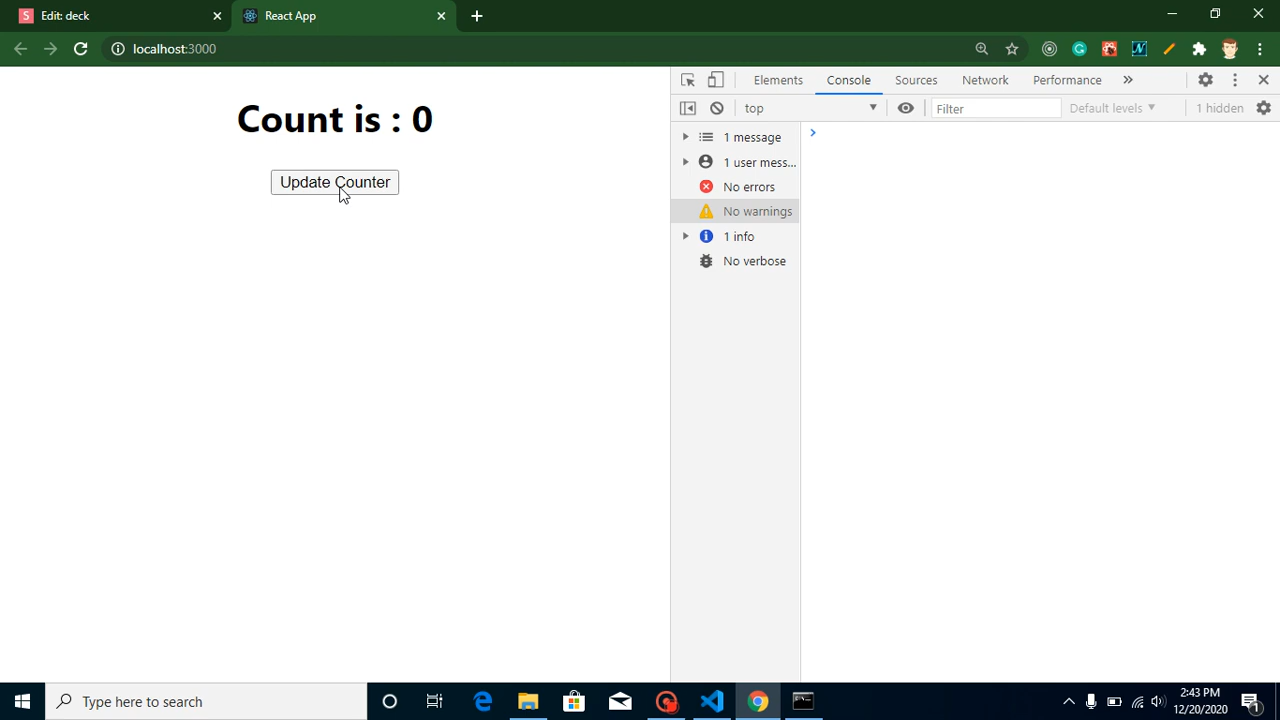 Edit: deck
React App
localhost:3000
Count is : 0
Update Counter
Elements Console Sources Network Performance
top Filter Default levels 1 hidden
1 message
1 user mess...
No errors
No warnings
1 info
No verbose
Type here to search
2:43 PM
12/20/2020
1